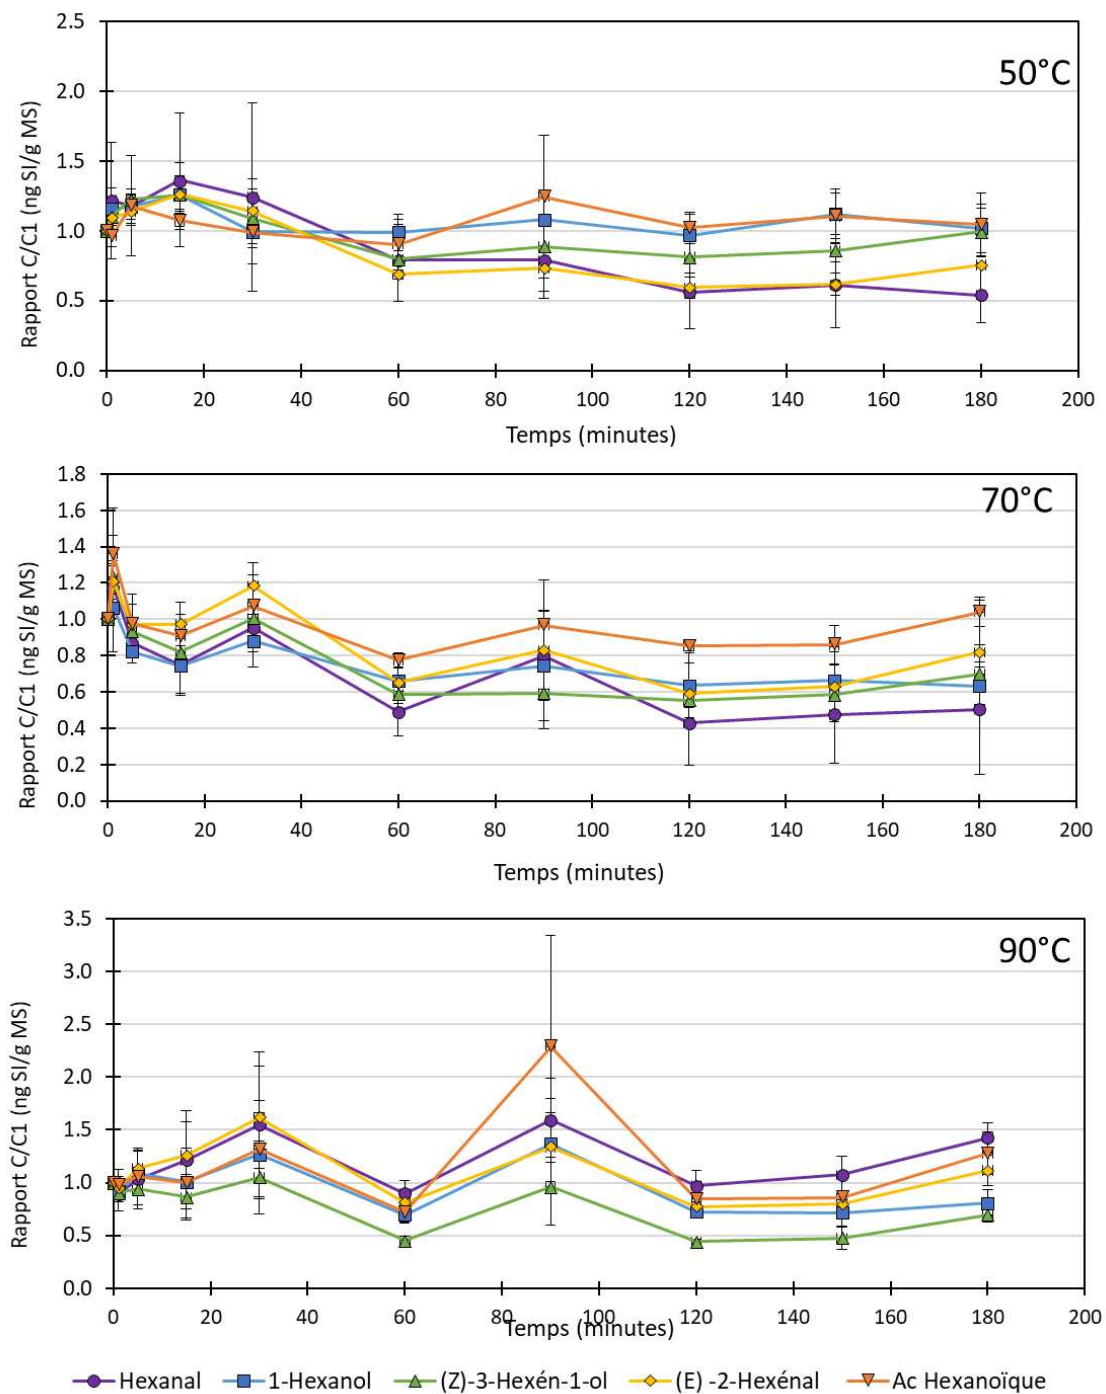 50°C
Rapport C/C1 (ng SI/g MS)
2.5
2.0
1.5
1.0
0.5
0.0
0 20 40 60 80 100 120 140 160 180 200
Temps (minutes)
70°C
Rapport C/C1 (ng SI/g MS)
1.8
1.6
1.4
1.2
1.0
0.8
0.6
0.4
0.2
0.0
0 20 40 60 80 100 120 140 160 180 200
Temps (minutes)
90°C
Rapport C/C1 (ng SI/g MS)
3.5
3.0
2.5
2.0
1.5
1.0
0.5
0.0
0 20 40 60 80 100 120 140 160 180 200
Temps (minutes)
Hexanal 1-Hexanol (Z)-3-Hexén-1-ol (E) -2-Hexénal Ac Hexanoïque